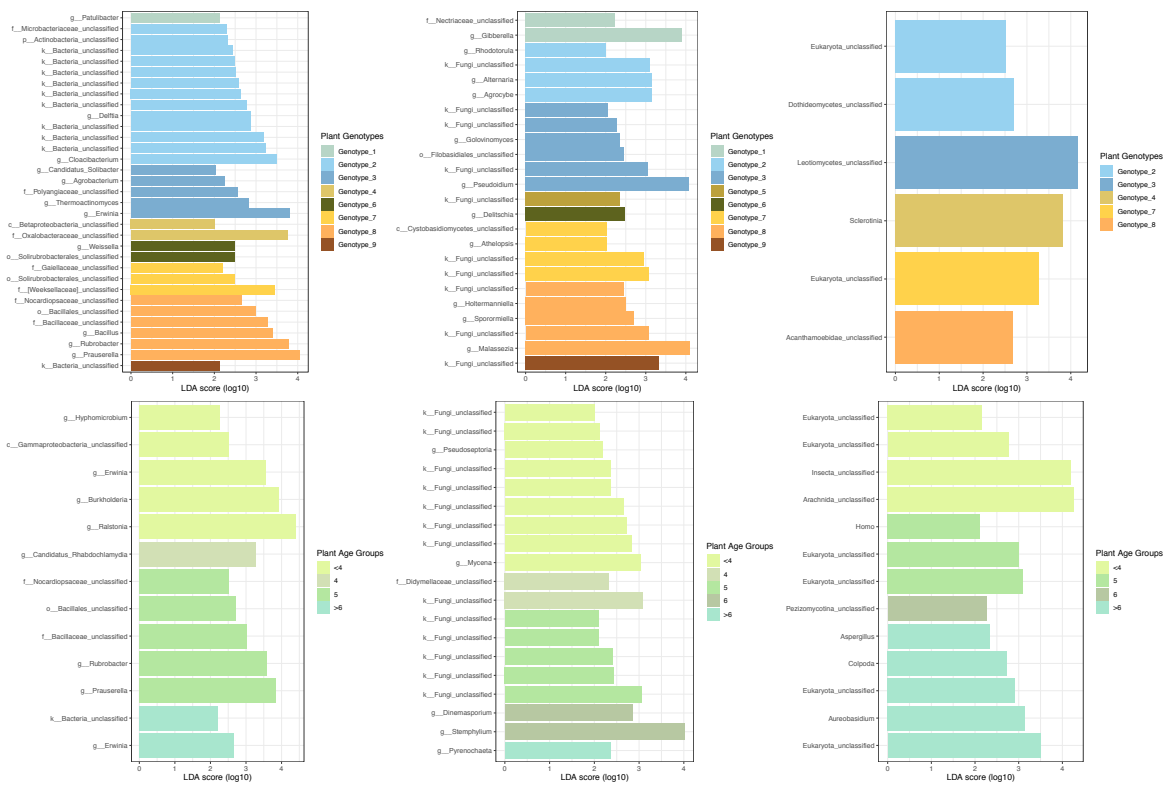 g__Patulibacter
f__Microbacteriaceae_unclassified
p__Actinobacteria_unclassified
k__Bacteria_unclassified
k__Bacteria_unclassified
k__Bacteria_unclassified
k__Bacteria_unclassified
k__Bacteria_unclassified
k__Bacteria_unclassified
g__Delftia
k__Bacteria_unclassified
k__Bacteria_unclassified
g__Cloacibacterium
g__Candidatus_Solibacter
g__Agrobacterium
f__Polyangiaceae_unclassified
g__Thermoactinomyces
g__Erwinia
c__Betaproteobacteria_unclassified
f__Oxalobacteraceae_unclassified
g__Weissella
o__Solirubrobacterales_unclassified
f__Gaiellaceae_unclassified
o__Solirubrobacterales_unclassified
f__[Weeksellaceae]_unclassified
f__Nocardiopsaceae_unclassified
o__Bacillales_unclassified
f__Bacillaceae_unclassified
g__Bacillus
g__Rubrobacter
g__Prauserella
k__Bacteria_unclassified
0 1 2 3 4
LDA score (log10)
Plant Genotypes
Genotype_1
Genotype_2
Genotype_3
Genotype_4
Genotype_6
Genotype_7
Genotype_8
Genotype_9
f__Nectriaceae_unclassified
g__Gibberella
g__Rhodotorula
k__Fungi_unclassified
g__Alternaria
g__Agrocybe
k__Fungi_unclassified
k__Fungi_unclassified
g__Golovinomyces
o__Filobasidiales_unclassified
k__Fungi_unclassified
g__Pseudoidium
k__Fungi_unclassified
g__Delitschia
c__Cystobasidiomycetes_unclassified
g__Athelopsis
k__Fungi_unclassified
k__Fungi_unclassified
k__Fungi_unclassified
g__Holtermanniella
g__Sporormiella
k__Fungi_unclassified
g__Malassezia
k__Fungi_unclassified
0 1 2 3 4
LDA score (log10)
Plant Genotypes
Genotype_1
Genotype_2
Genotype_3
Genotype_5
Genotype_6
Genotype_7
Genotype_8
Genotype_9
Eukaryota_unclassified
Dothideomycetes_unclassified
Leotiomycetes_unclassified
Sclerotinia
Eukaryota_unclassified
Acanthamoebidae_unclassified
0 1 2 3 4
LDA score (log10)
Plant Genotypes
Genotype_2
Genotype_3
Genotype_4
Genotype_7
Genotype_8
g__Hyphomicrobium
c__Gammaproteobacteria_unclassified
g__Erwinia
g__Burkholderia
g__Ralstonia
g__Candidatus_Rhabdochlamydia
f__Nocardiopsaceae_unclassified
o__Bacillales_unclassified
f__Bacillaceae_unclassified
g__Rubrobacter
g__Prauserella
k__Bacteria_unclassified
g__Erwinia
0 1 2 3 4
LDA score (log10)
Plant Age Groups
<4
4
5
>6
k__Fungi_unclassified
k__Fungi_unclassified
g__Pseudoseptoria
k__Fungi_unclassified
k__Fungi_unclassified
k__Fungi_unclassified
k__Fungi_unclassified
k__Fungi_unclassified
g__Mycena
f__Didymellaceae_unclassified
k__Fungi_unclassified
k__Fungi_unclassified
k__Fungi_unclassified
k__Fungi_unclassified
k__Fungi_unclassified
k__Fungi_unclassified
g__Dinemasporium
g__Stemphylium
g__Pyrenochaeta
0 1 2 3 4
LDA score (log10)
Plant Age Groups
<4
4
5
6
>6
Eukaryota_unclassified
Eukaryota_unclassified
Insecta_unclassified
Arachnida_unclassified
Homo
Eukaryota_unclassified
Eukaryota_unclassified
Pezizomycotina_unclassified
Aspergillus
Colpoda
Eukaryota_unclassified
Aureobasidium
Eukaryota_unclassified
0 1 2 3 4
LDA score (log10)
Plant Age Groups
<4
5
6
>6